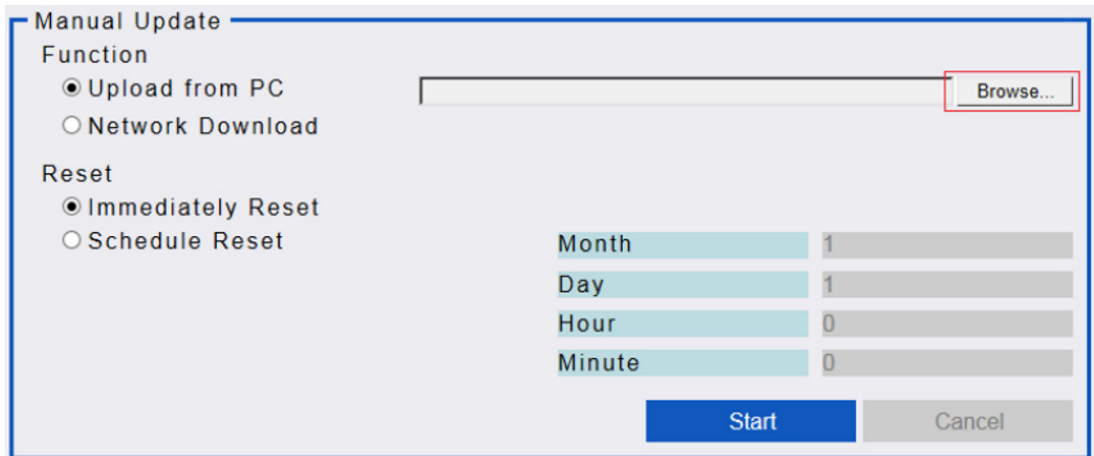 Manual Update
Function
Upload from PC
Browse...
Network Download
Reset
Immediately Reset
Schedule Reset
Month 1
Day 1
Hour 0
Minute 0
Start Cancel